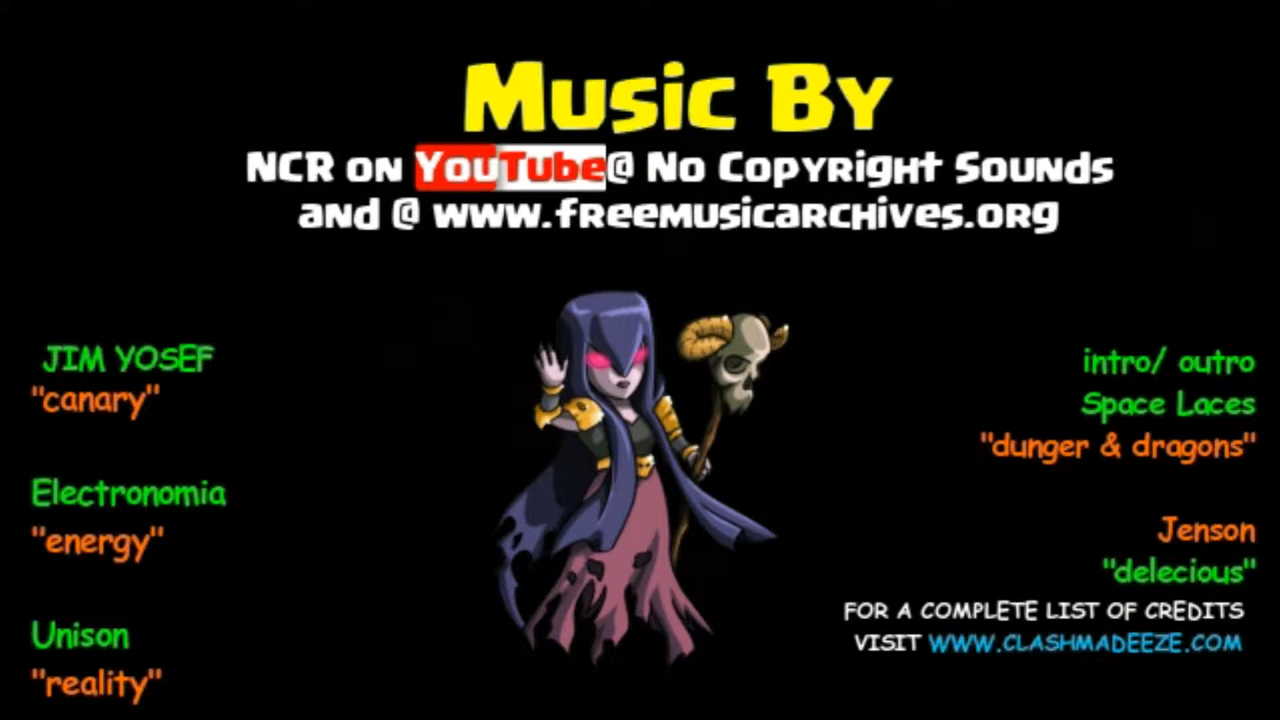 Music By
NCR on YouTube@ No Copyright Sounds
and @ www.freemusicarchives.org
JIM YOSEF
"canary"
Electronomia
"energy"
Unison
"reality"
intro/ outro
Space Laces
"dunger & dragons"
Jenson
"delecious"
FOR A COMPLETE LIST OF CREDITS
VISIT WWW.CLASHMADEEZE.COM